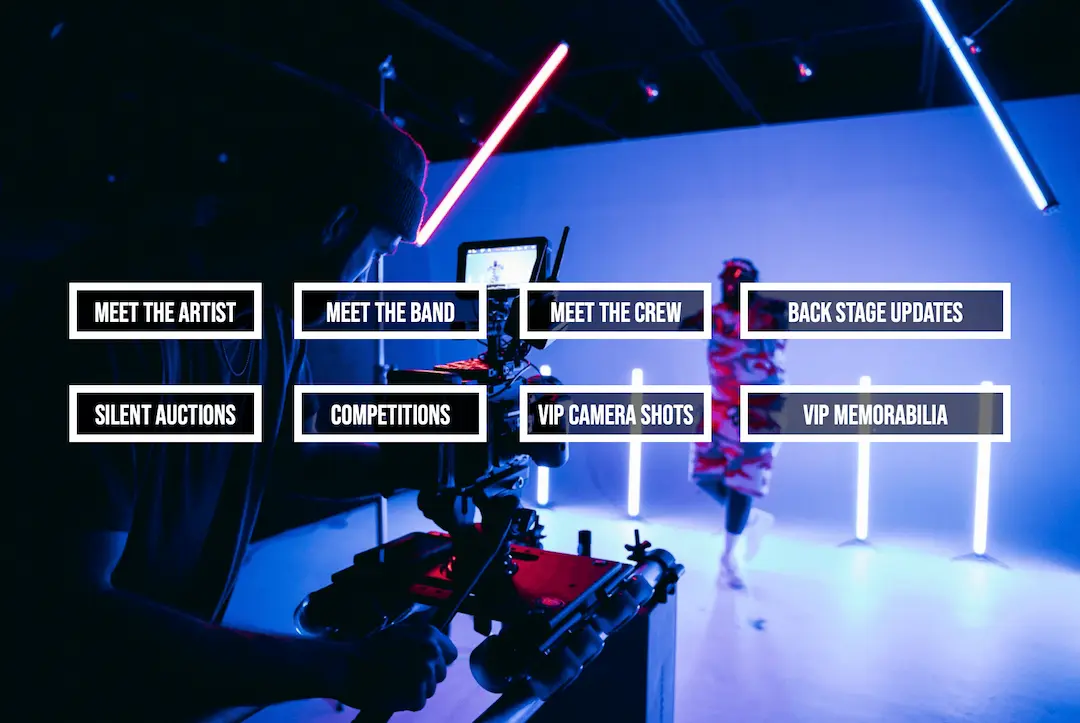 MEET THE ARTIST
MEET THE BAND
MEET THE CREW
BACK STAGE UPDATES
SILENT AUCTIONS
COMPETITIONS
VIP CAMERA SHOTS
VIP MEMORABILIA